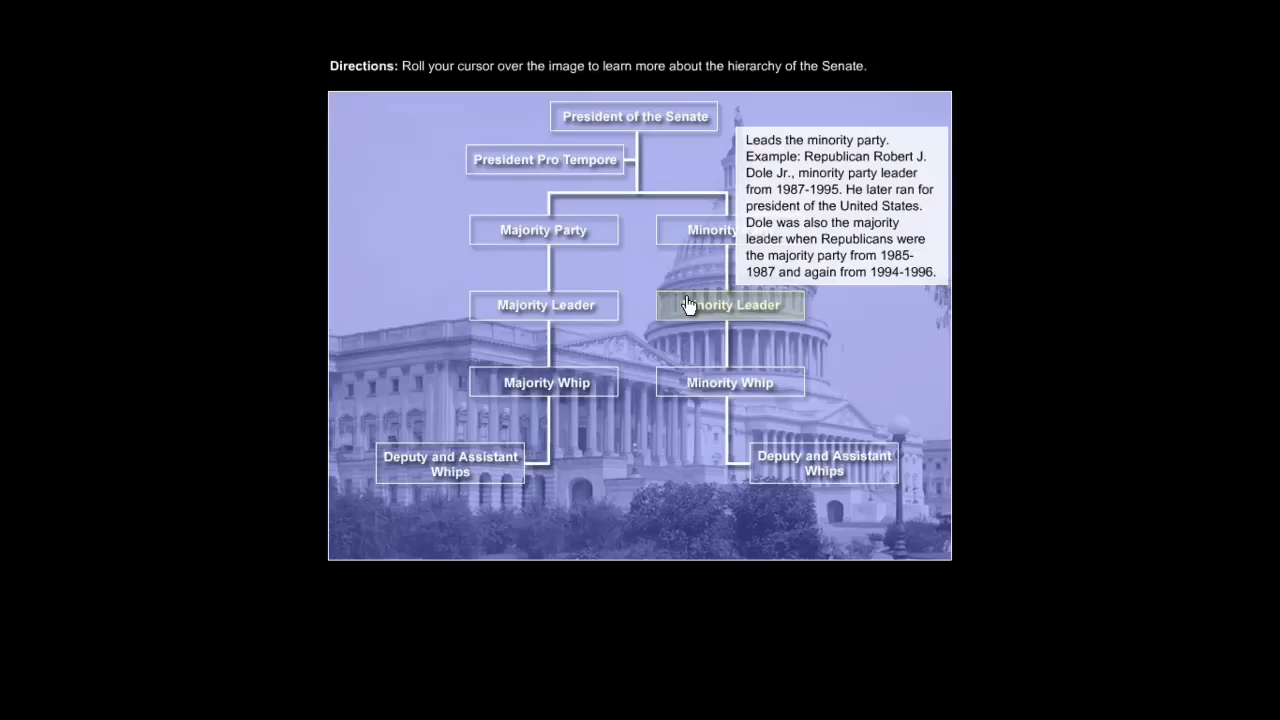 Directions: Roll your cursor over the image to learn more about the hierarchy of the Senate.
President of the Senate
President Pro Tempore
Leads the minority party.
Example: Republican Robert J.
Dole Jr., minority party leader
from 1987-1995. He later ran for
president of the United States.
Dole was also the majority
leader when Republicans were
the majority party from 1985-
1987 and again from 1994-1996.
Majority Party
Minority
Majority Leader
Minority Leader
Majority Whip
Minority Whip
Deputy and Assistant
Whips
Deputy and Assistant
Whips